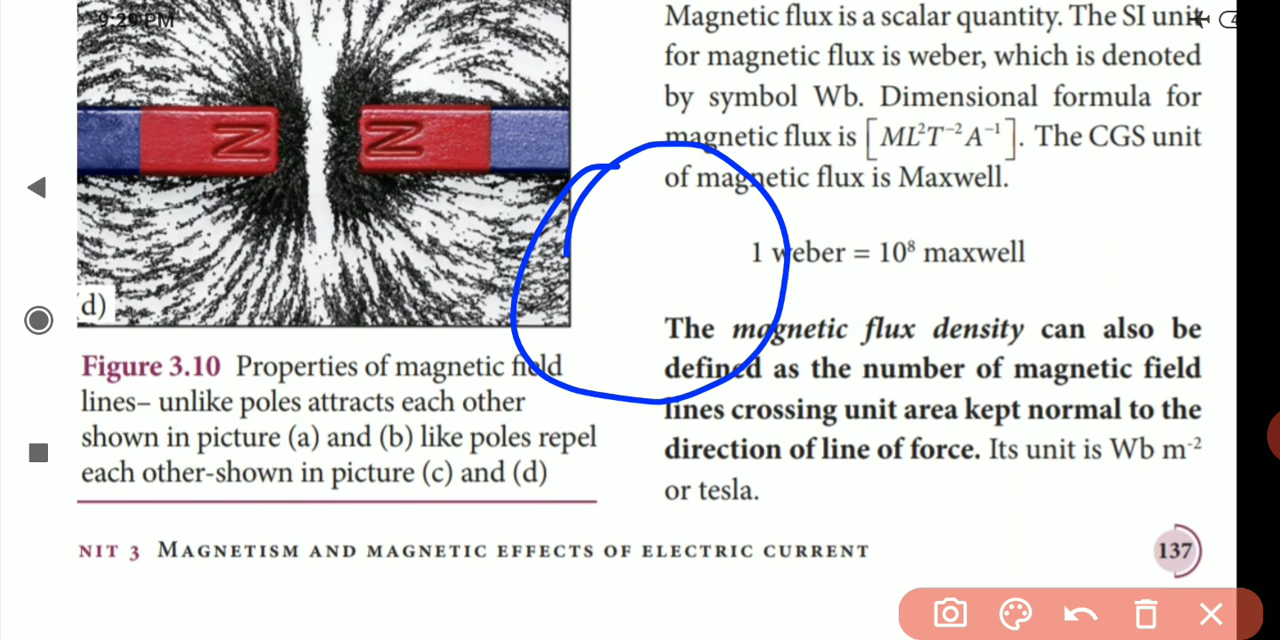 9:29 PM
N
N
d)
Figure 3.10 Properties of magnetic field
lines– unlike poles attracts each other
shown in picture (a) and (b) like poles repel
each other-shown in picture (c) and (d)
Magnetic flux is a scalar quantity. The SI unit
for magnetic flux is weber, which is denoted
by symbol Wb. Dimensional formula for
magnetic flux is [ML²T⁻²A⁻¹]. The CGS unit
of magnetic flux is Maxwell.
1 weber = 10⁸ maxwell
The magnetic flux density can also be
defined as the number of magnetic field
lines crossing unit area kept normal to the
direction of line of force. Its unit is Wb m⁻²
or tesla.
NIT 3 MAGNETISM AND MAGNETIC EFFECTS OF ELECTRIC CURRENT
137